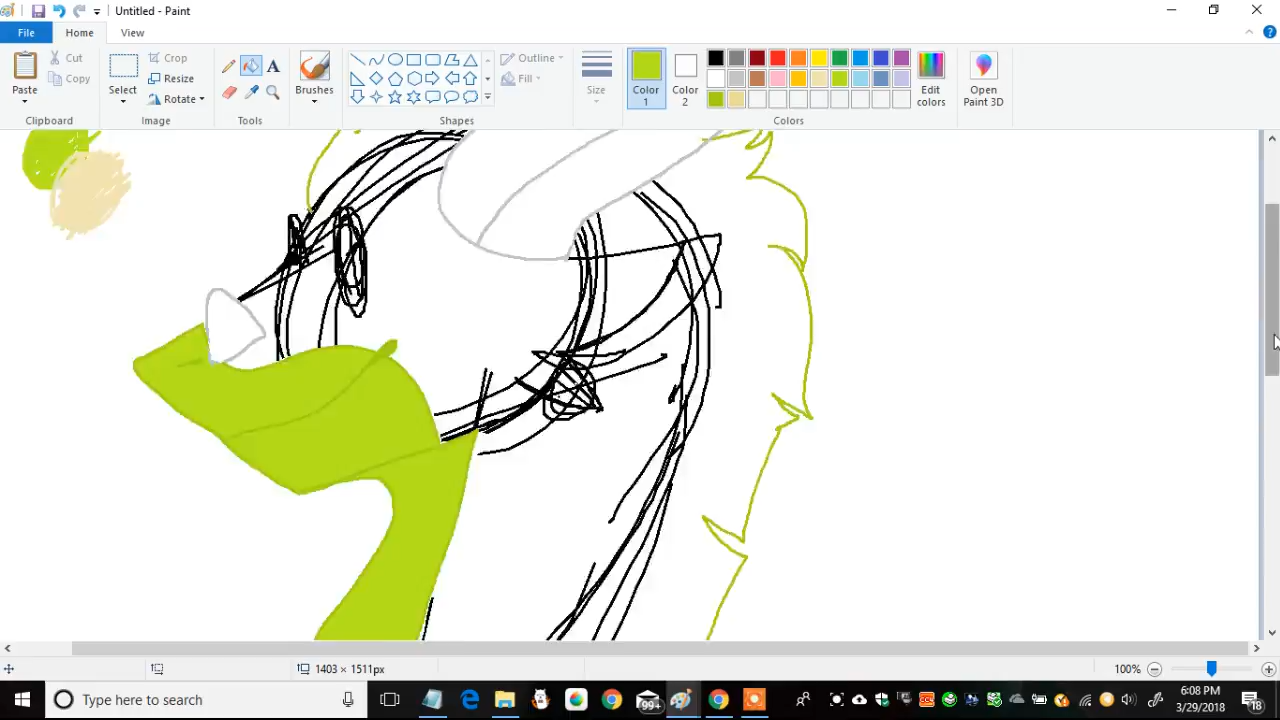 Untitled - Paint
File
Home
View
Paste
Cut
Copy
Clipboard
Select
Crop
Resize
Rotate
Image
Tools
Brushes
Outline
Fill
Shapes
Size
Color 1
Color 2
Edit colors
Open Paint 3D
Colors
1403 × 1511px
100%
Type here to search
99+
6:08 PM
3/29/2018
18